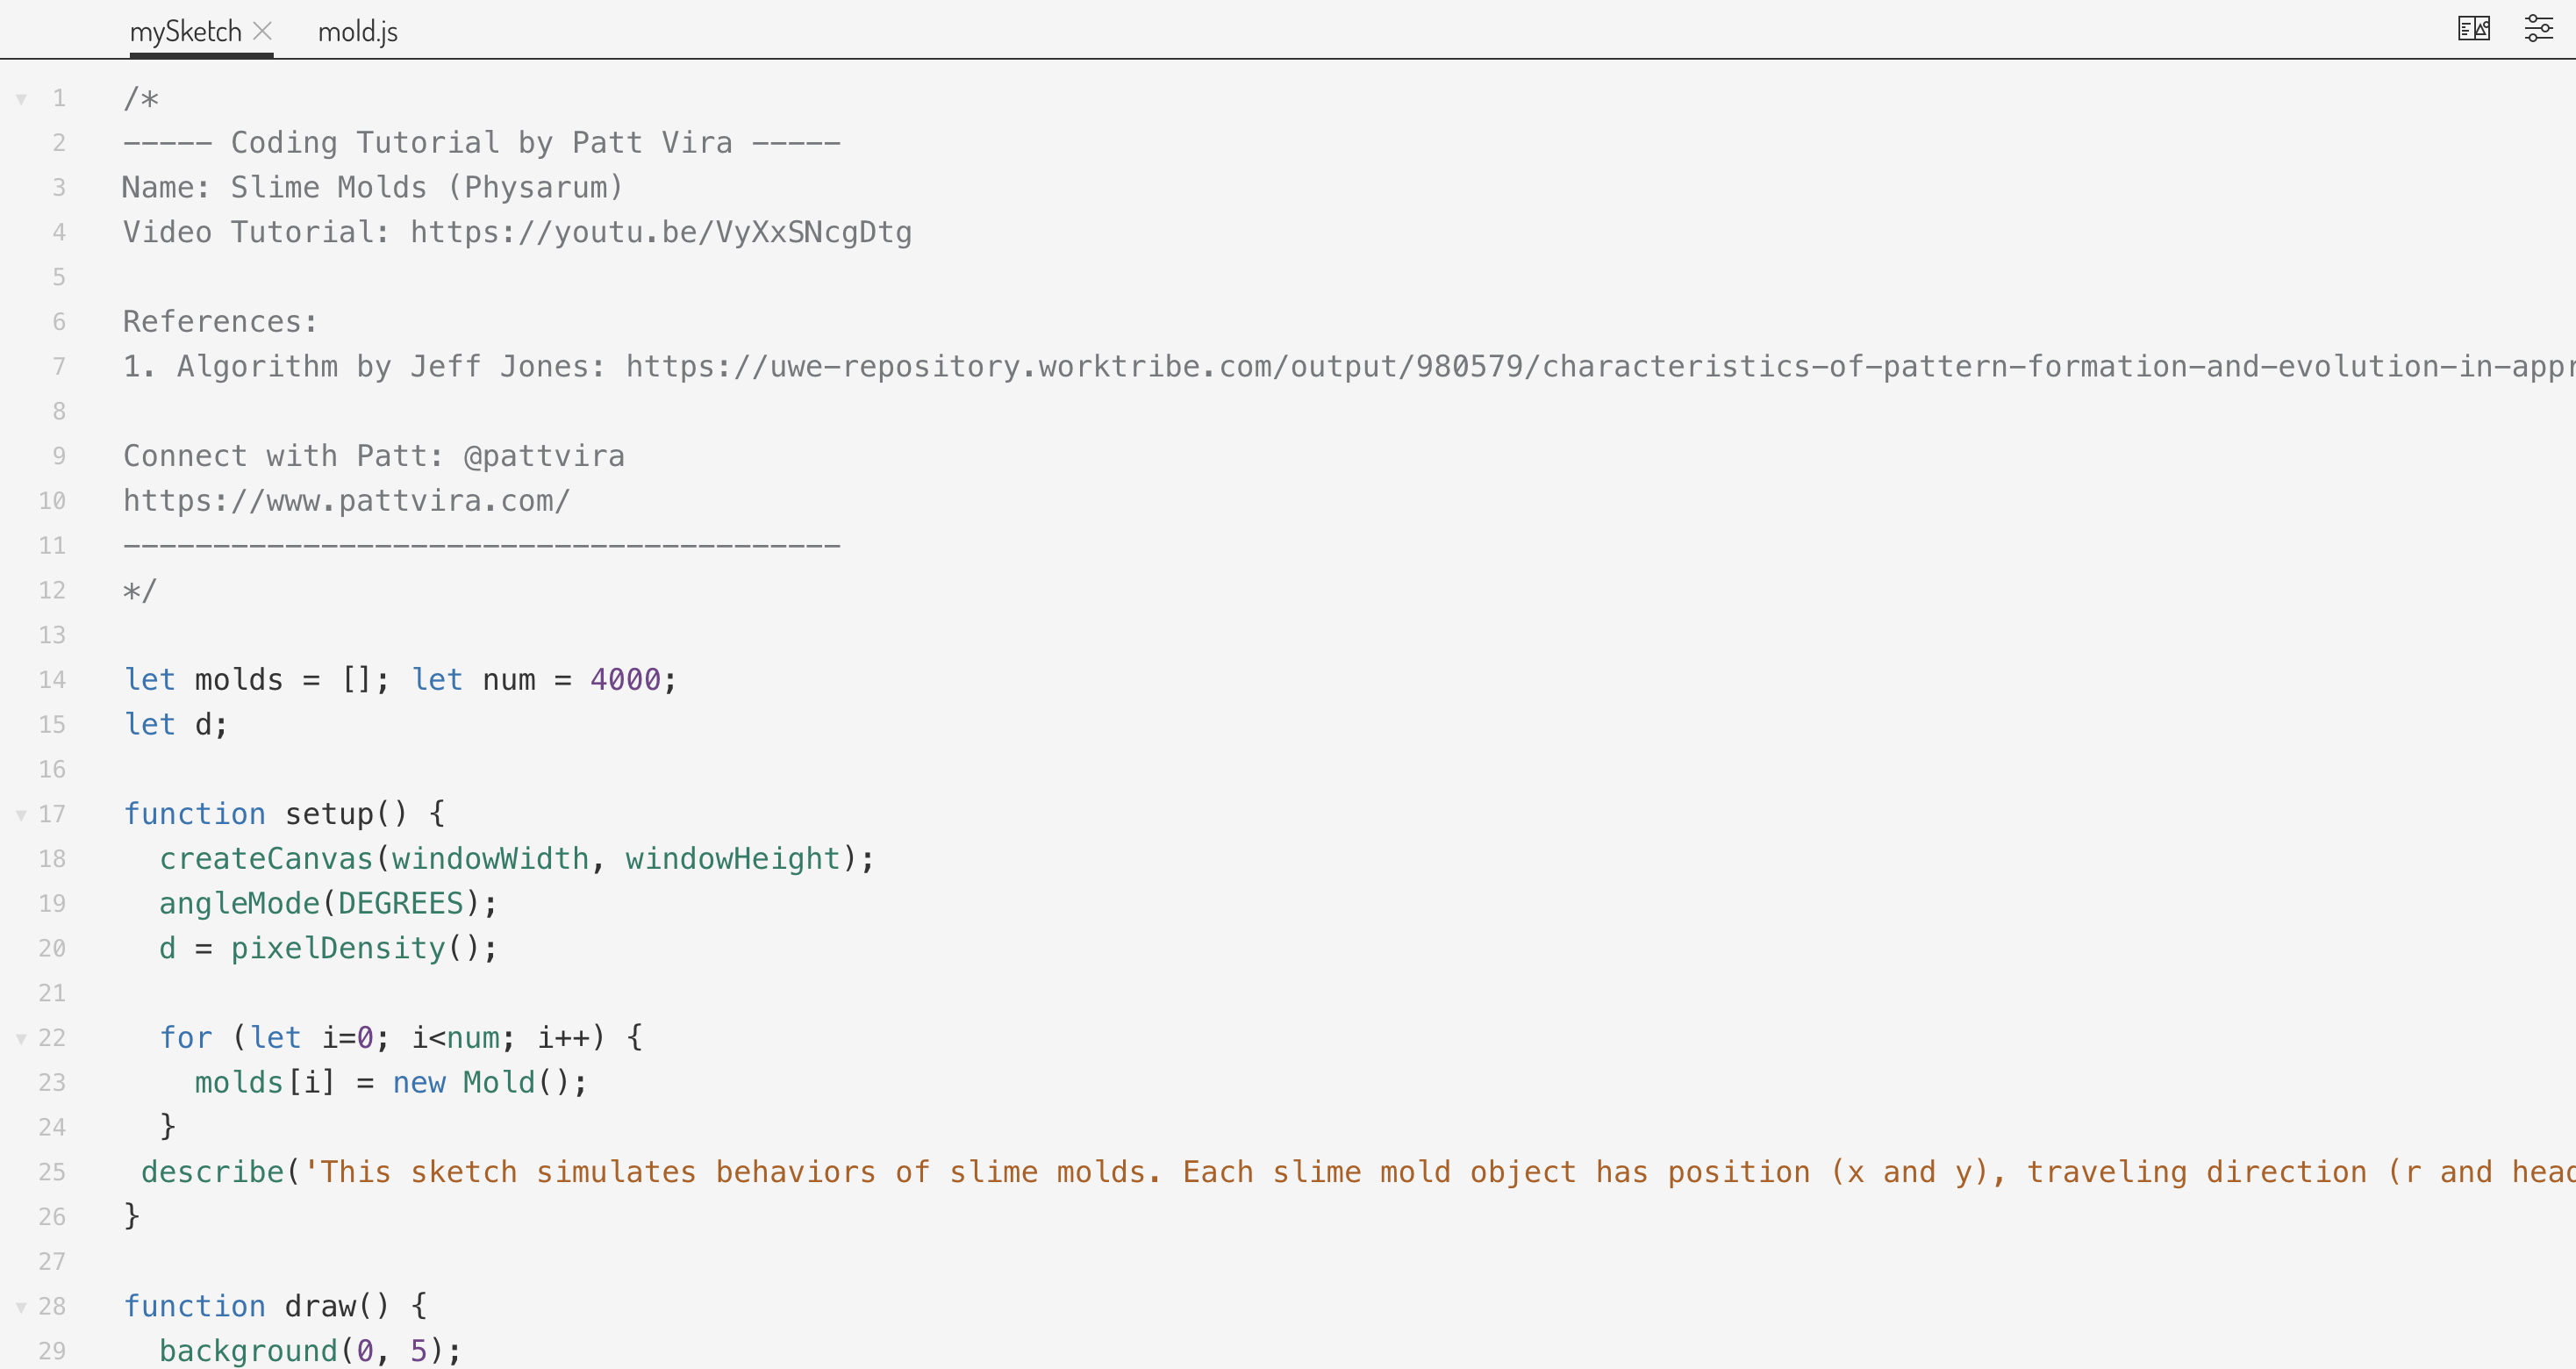 mySketch mold.js
1 /*
2 ----- Coding Tutorial by Patt Vira -----
3 Name: Slime Molds (Physarum)
4 Video Tutorial: https://youtu.be/VyXxSNcgDtg
5
6 References:
7 1. Algorithm by Jeff Jones: https://uwe-repository.worktribe.com/output/980579/characteristics-of-pattern-formation-and-evolution-in-appr
8
9 Connect with Patt: @pattvira
10 https://www.pattvira.com/
11 ----------------------------------------
12 */
13
14 let molds = []; let num = 4000;
15 let d;
16
17 function setup() {
18   createCanvas(windowWidth, windowHeight);
19   angleMode(DEGREES);
20   d = pixelDensity();
21
22   for (let i=0; i<num; i++) {
23     molds[i] = new Mold();
24   }
25  describe('This sketch simulates behaviors of slime molds. Each slime mold object has position (x and y), traveling direction (r and head
26 }
27
28 function draw() {
29   background(0, 5);